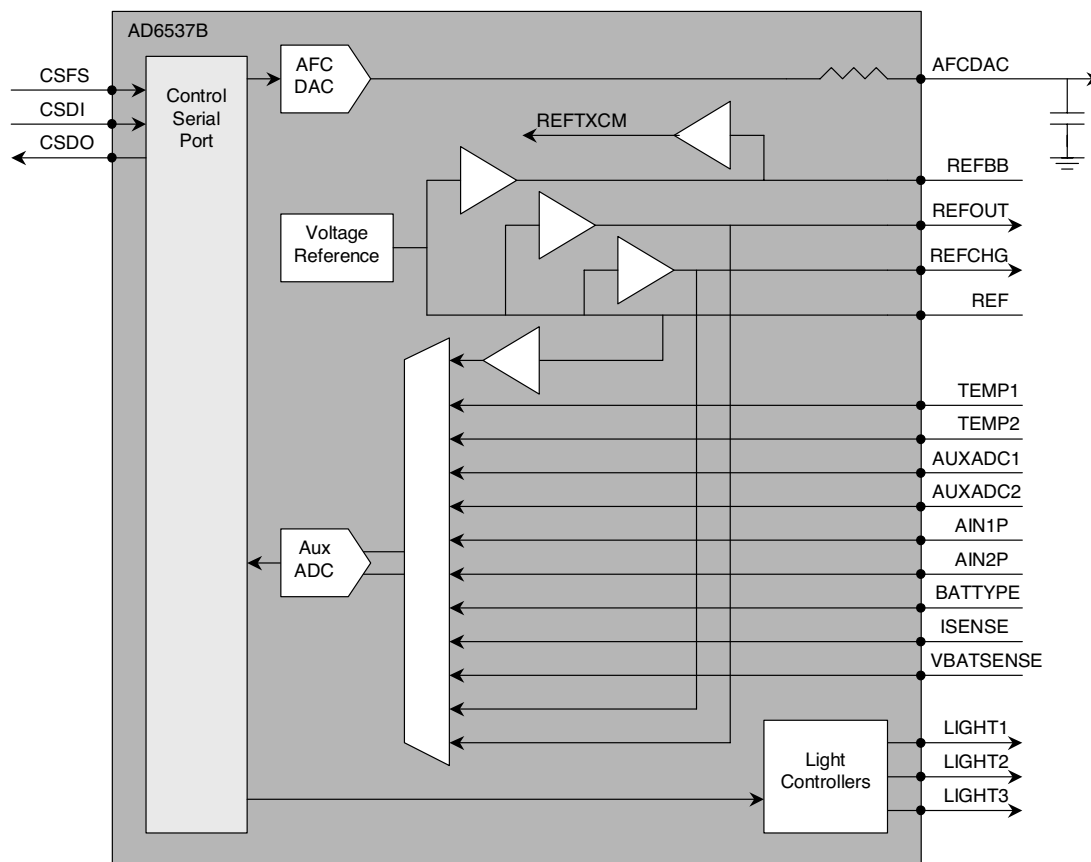 AD6537B
CSFS
CSDI
CSDO
Control
Serial
Port
AFC
DAC
AFCDAC
REFTXCM
REFBB
REFOUT
REFCHG
REF
Voltage
Reference
TEMP1
TEMP2
AUXADC1
AUXADC2
AIN1P
AIN2P
BATTYPE
ISENSE
VBATSENSE
Aux
ADC
Light
Controllers
LIGHT1
LIGHT2
LIGHT3